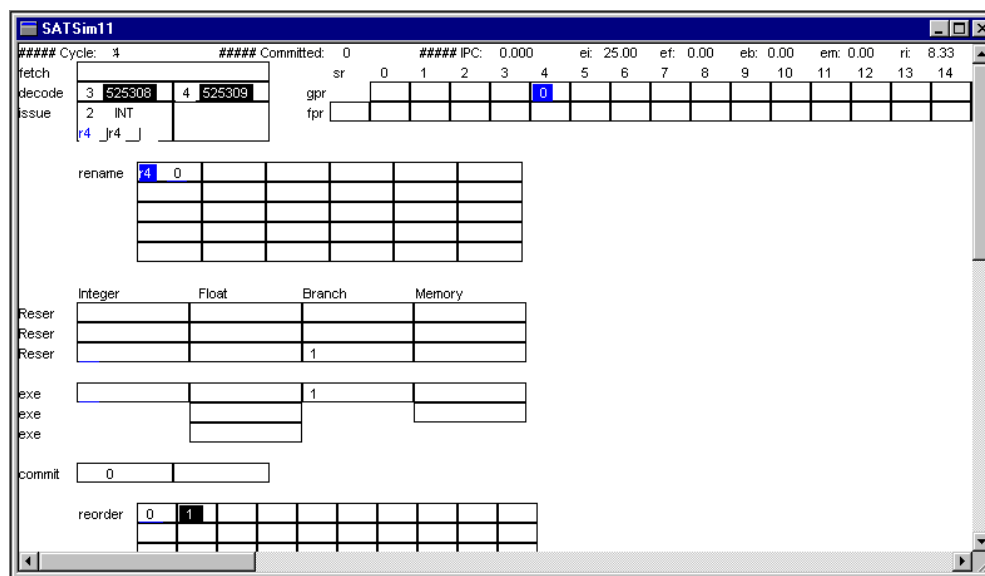 SATSim11
##### Cycle: 4 ##### Committed: 0 ##### IPC: 0.000 ei: 25.00 ef: 0.00 eb: 0.00 em: 0.00 ri: 8.33
fetch sr 0 1 2 3 4 5 6 7 8 9 10 11 12 13 14
decode 3 525308 4 525309 gpr 0
issue 2 INT fpr
r4 r4
rename r4 0
Integer Float Branch Memory
Reser
Reser
Reser 1
exe 1
exe
exe
commit 0
reorder 0 1